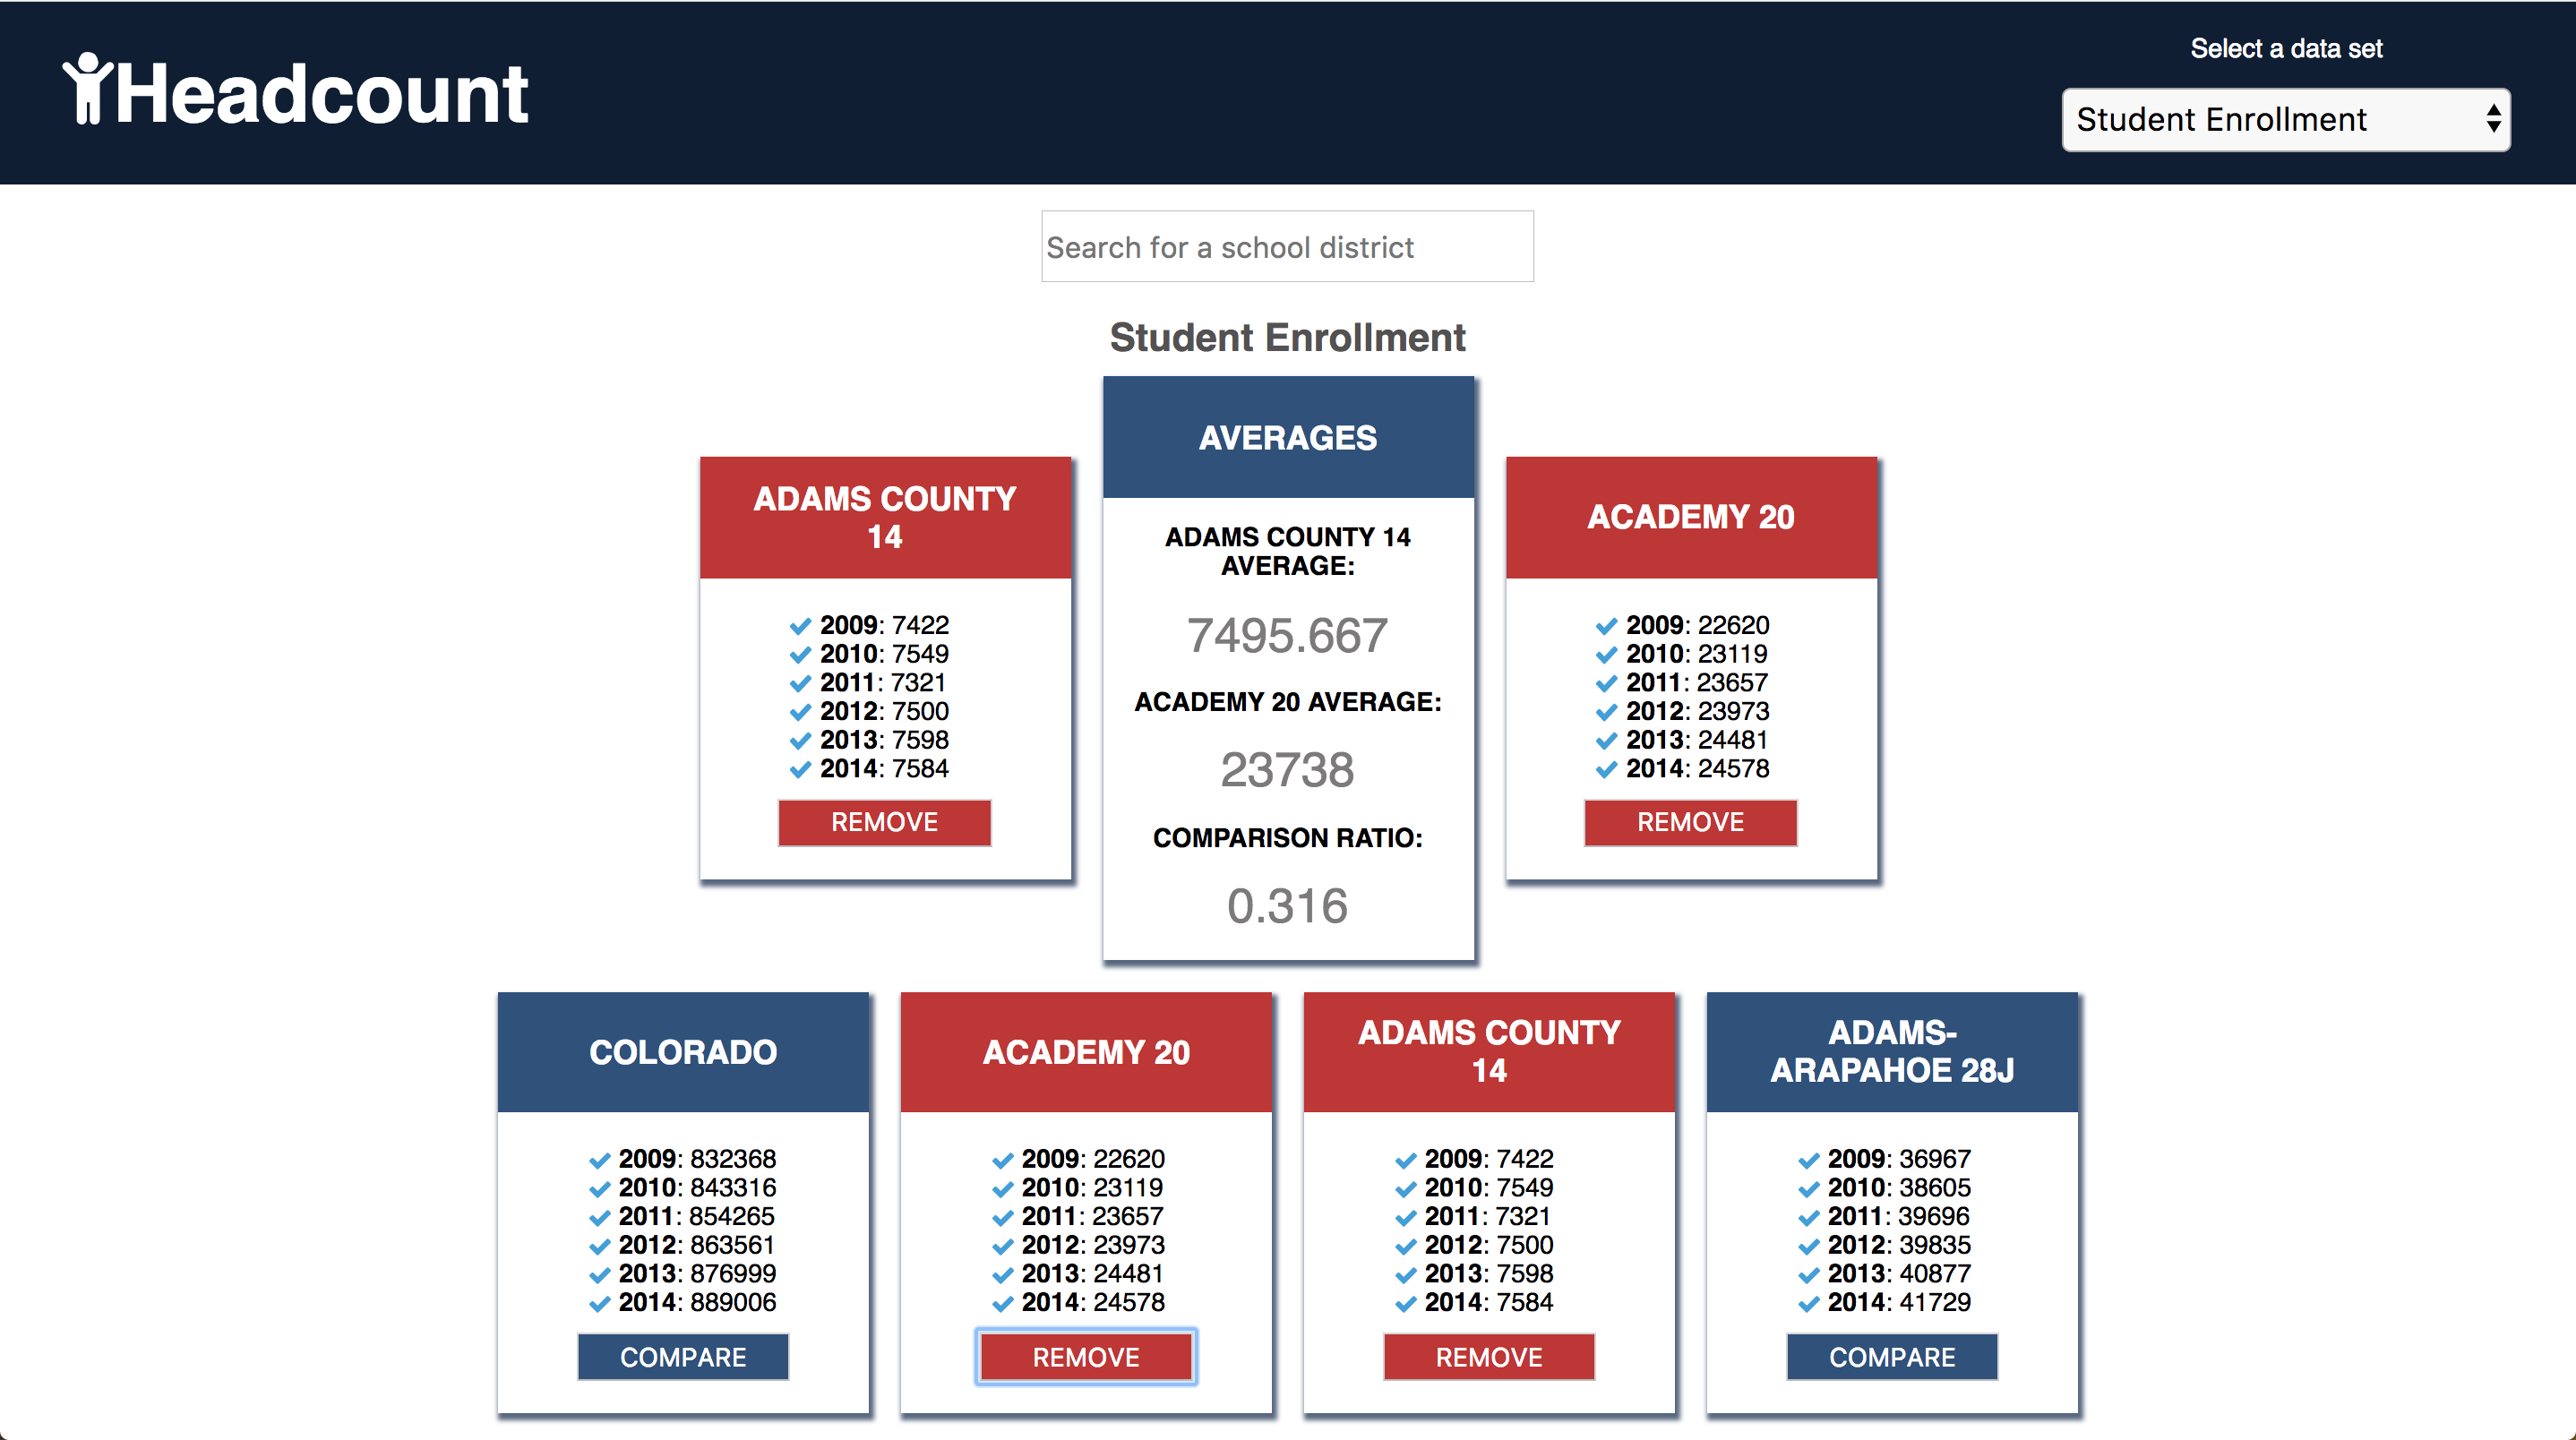 Headcount
Select a data set
Student Enrollment
Search for a school district
Student Enrollment
ADAMS COUNTY
14
2009: 7422
2010: 7549
2011: 7321
2012: 7500
2013: 7598
2014: 7584
REMOVE
AVERAGES
ADAMS COUNTY 14
AVERAGE:
7495.667
ACADEMY 20 AVERAGE:
23738
COMPARISON RATIO:
0.316
ACADEMY 20
2009: 22620
2010: 23119
2011: 23657
2012: 23973
2013: 24481
2014: 24578
REMOVE
COLORADO
2009: 832368
2010: 843316
2011: 854265
2012: 863561
2013: 876999
2014: 889006
COMPARE
ACADEMY 20
2009: 22620
2010: 23119
2011: 23657
2012: 23973
2013: 24481
2014: 24578
REMOVE
ADAMS COUNTY
14
2009: 7422
2010: 7549
2011: 7321
2012: 7500
2013: 7598
2014: 7584
REMOVE
ADAMS-
ARAPAHOE 28J
2009: 36967
2010: 38605
2011: 39696
2012: 39835
2013: 40877
2014: 41729
COMPARE